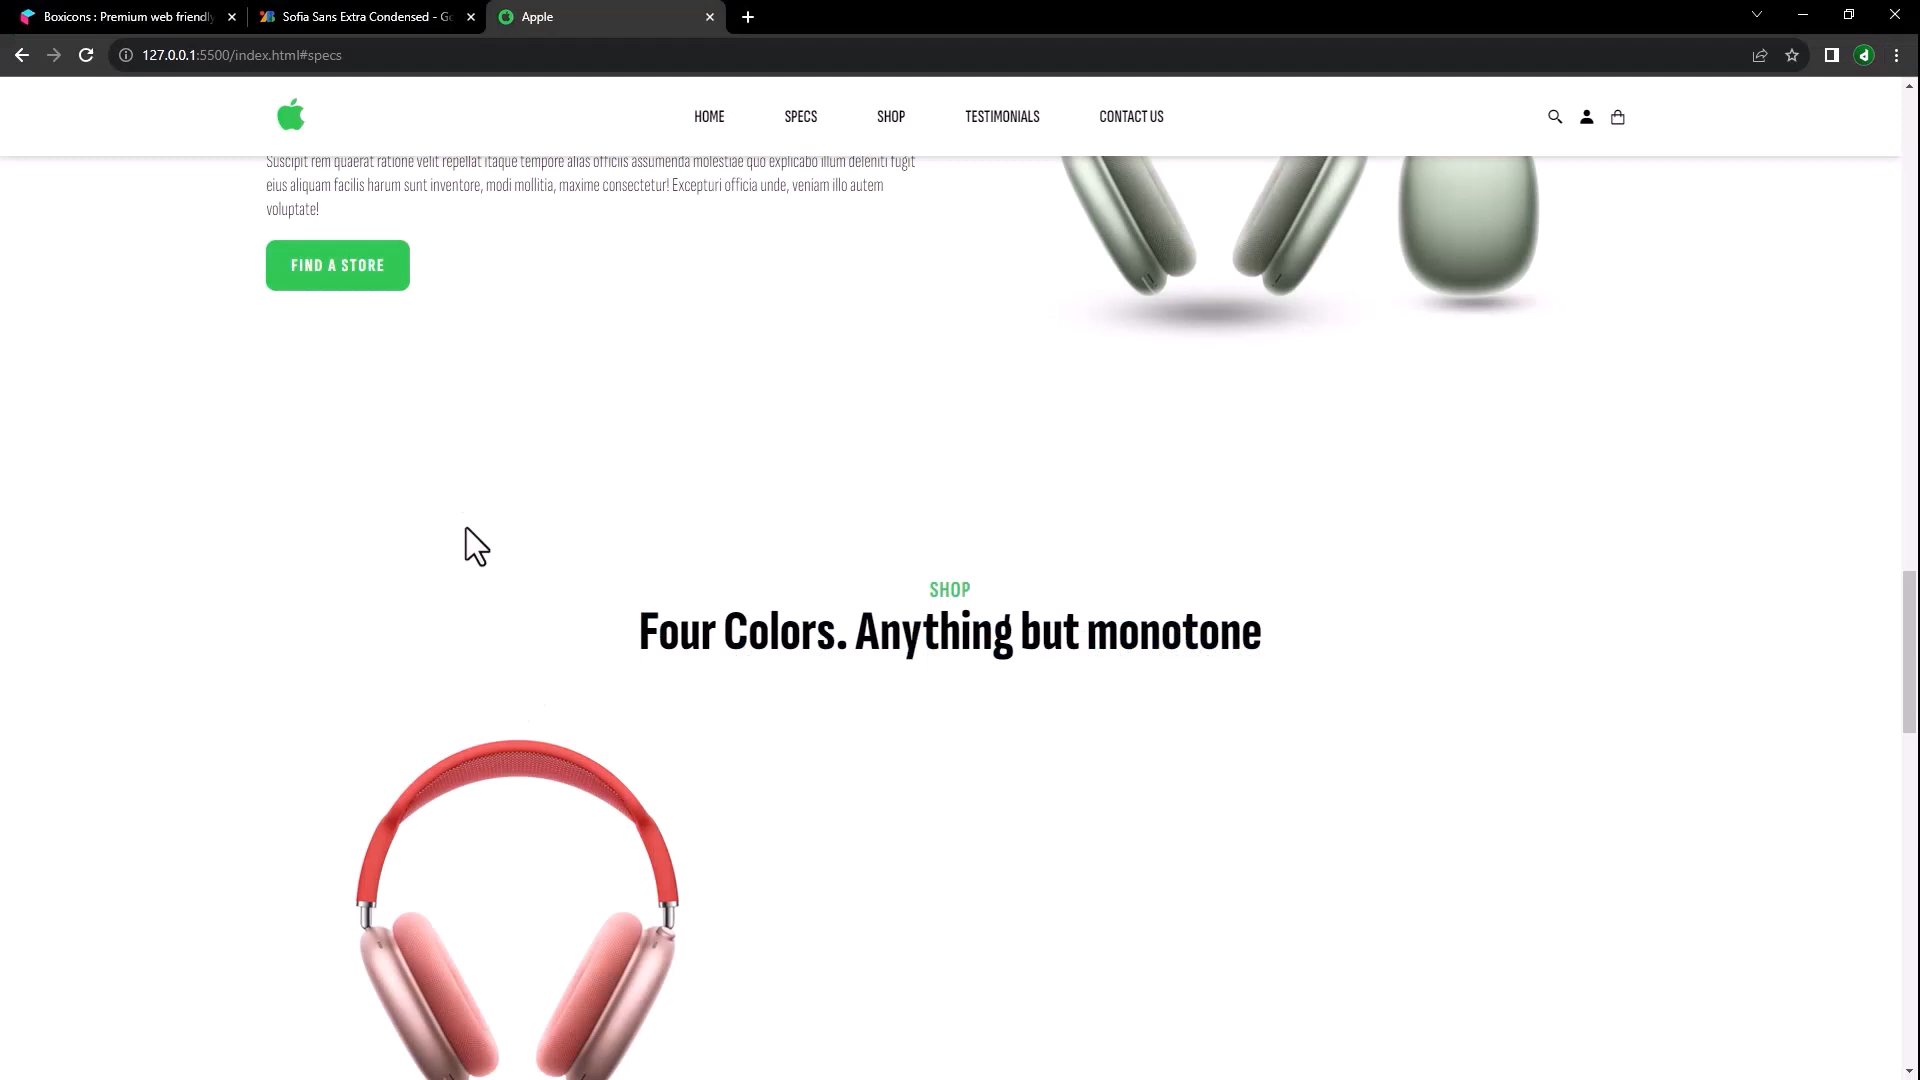 Boxicons : Premium web friendly
Sofia Sans Extra Condensed - Go
Apple
127.0.0.1:5500/index.html#specs
d
HOME
SPECS
SHOP
TESTIMONIALS
CONTACT US
Suscipit rem quaerat ratione velit repellat itaque tempore alias officiis assumenda molestiae quo explicabo illum deleniti fugit
eius aliquam facilis harum sunt inventore, modi mollitia, maxime consectetur! Excepturi officia unde, veniam illo autem
voluptate!
FIND A STORE
SHOP
Four Colors. Anything but monotone